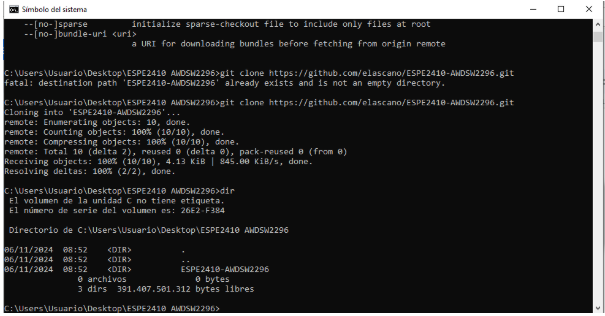 Símbolo del sistema
--[no-]sparse          initialize sparse-checkout file to include only files at root
--[no-]bundle-uri <uri>
a URI for downloading bundles before fetching from origin remote
C:\Users\Usuario\Desktop\ESPE2410 AWDSW2296>git clone https://github.com/elascano/ESPE2410-AWDSW2296.git
fatal: destination path 'ESPE2410-AWDSW2296' already exists and is not an empty directory.
C:\Users\Usuario\Desktop\ESPE2410 AWDSW2296>git clone https://github.com/elascano/ESPE2410-AWDSW2296.git
Cloning into 'ESPE2410-AWDSW2296'...
remote: Enumerating objects: 10, done.
remote: Counting objects: 100% (10/10), done.
remote: Compressing objects: 100% (10/10), done.
remote: Total 10 (delta 2), reused 0 (delta 0), pack-reused 0 (from 0)
Receiving objects: 100% (10/10), 4.13 KiB | 845.00 KiB/s, done.
Resolving deltas: 100% (2/2), done.
C:\Users\Usuario\Desktop\ESPE2410 AWDSW2296>dir
El volumen de la unidad C no tiene etiqueta.
El número de serie del volumen es: 26E2-F384
Directorio de C:\Users\Usuario\Desktop\ESPE2410 AWDSW2296
06/11/2024  08:52    <DIR>          .
06/11/2024  08:52    <DIR>          ..
06/11/2024  08:52    <DIR>          ESPE2410-AWDSW2296
0 archivos              0 bytes
3 dirs  391.407.501.312 bytes libres
C:\Users\Usuario\Desktop\ESPE2410 AWDSW2296>